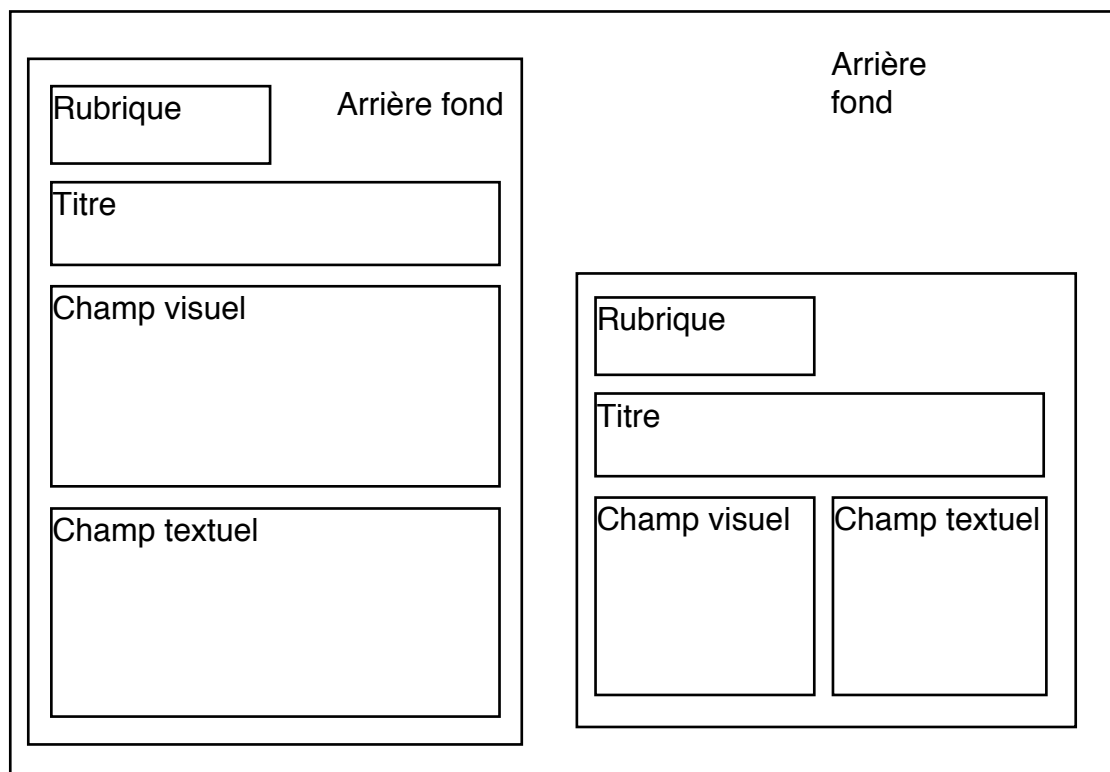 Rubrique
Arrière fond
Titre
Champ visuel
Champ textuel
Arrière
fond
Rubrique
Titre
Champ visuel
Champ textuel